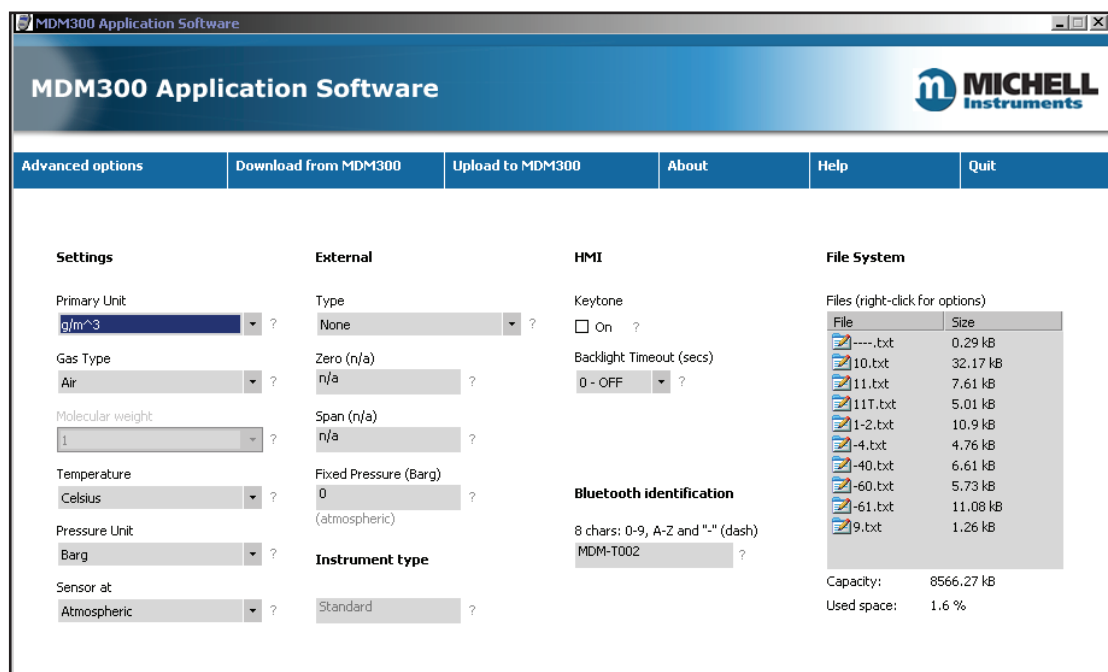 MDM300 Application Software
MDM300 Application Software
m MICHELL
Instruments
Advanced options Download from MDM300 Upload to MDM300 About Help Quit
Settings
Primary Unit
g/m^3 ?
Gas Type
Air ?
Molecular weight
1 ?
Temperature
Celsius ?
Pressure Unit
Barg ?
Sensor at
Atmospheric ?
External
Type
None ?
Zero (n/a)
n/a ?
Span (n/a)
n/a ?
Fixed Pressure (Barg)
0 ?
(atmospheric)
Instrument type
Standard ?
HMI
Keytone
On ?
Backlight Timeout (secs)
0 - OFF ?
Bluetooth identification
8 chars: 0-9, A-Z and "-" (dash)
MDM-T002 ?
File System
Files (right-click for options)
File Size
----.txt 0.29 kB
10.txt 32.17 kB
11.txt 7.61 kB
11T.txt 5.01 kB
1-2.txt 10.9 kB
-4.txt 4.76 kB
-40.txt 6.61 kB
-60.txt 5.73 kB
-61.txt 11.08 kB
9.txt 1.26 kB
Capacity: 8566.27 kB
Used space: 1.6 %